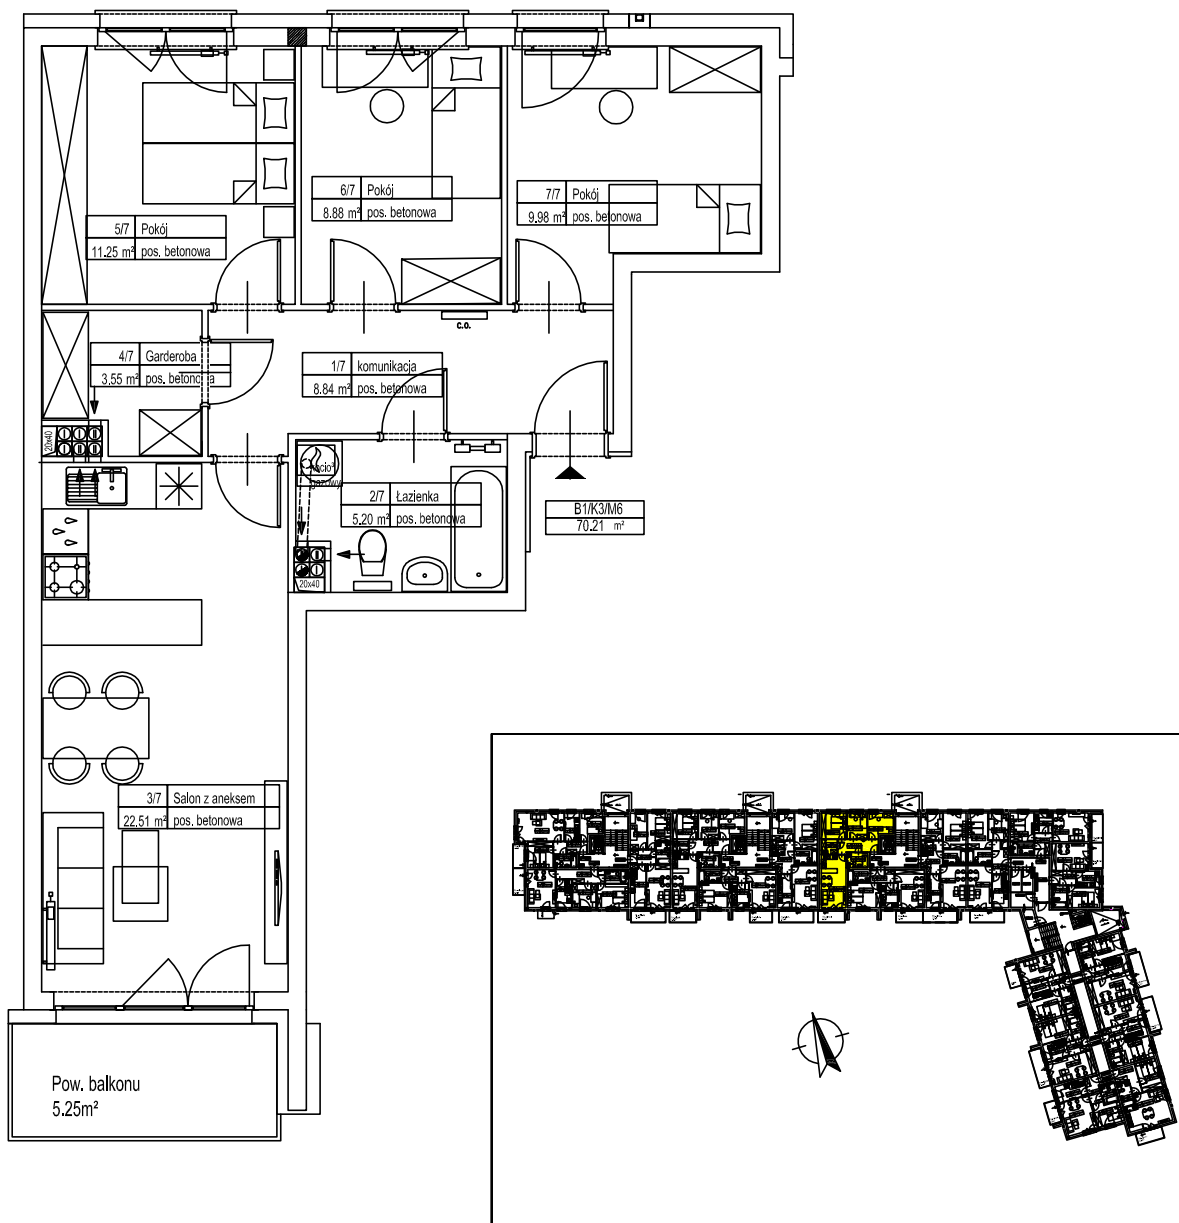 6/7 Pokój
8.88 m² pos. betonowa
7/7 Pokój
9.98 m² pos. betonowa
5/7 Pokój
11.25 m² pos. betonowa
c.o.
4/7 Garderoba
3.55 m² pos. betonowa
1/7 komunikacja
8.84 m² pos. betonowa
20x40
gazowy
2/7 Łazienka
5.20 m² pos. betonowa
B1/K3/M6
70.21 m²
20x40
3/7 Salon z aneksem
22.51 m² pos. betonowa
Pow. balkonu
5.25m²